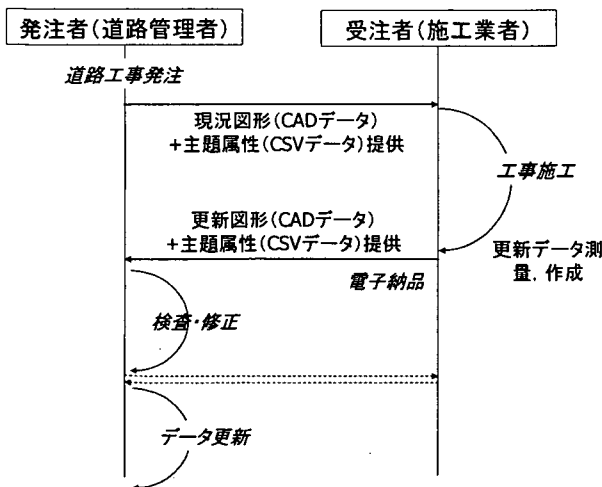 発注者(道路管理者)
受注者(施工業者)
道路工事発注
現況図形(CADデータ)
+主題属性(CSVデータ)提供
工事施工
更新図形(CADデータ)
+主題属性(CSVデータ)提供
更新データ測
量,作成
電子納品
検査・修正
データ更新